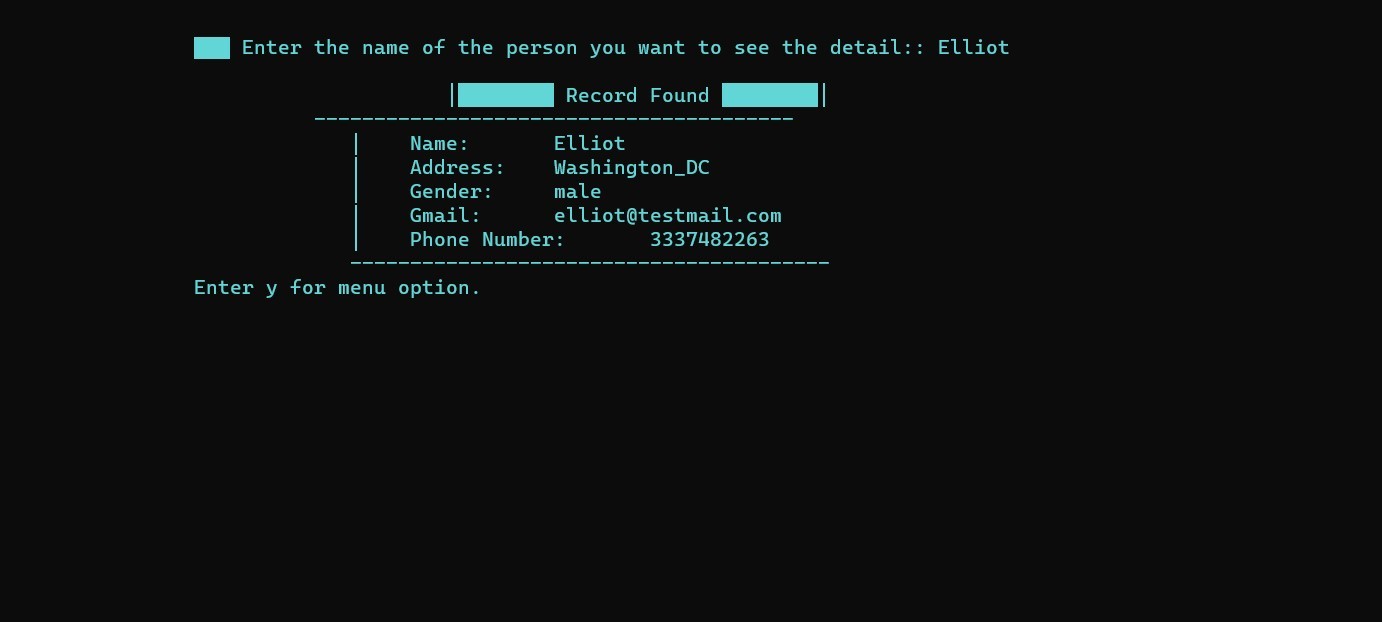 Enter the name of the person you want to see the detail:: Elliot
Record Found
Name: Elliot
Address: Washington_DC
Gender: male
Gmail: elliot@testmail.com
Phone Number: 3337482263
Enter y for menu option.